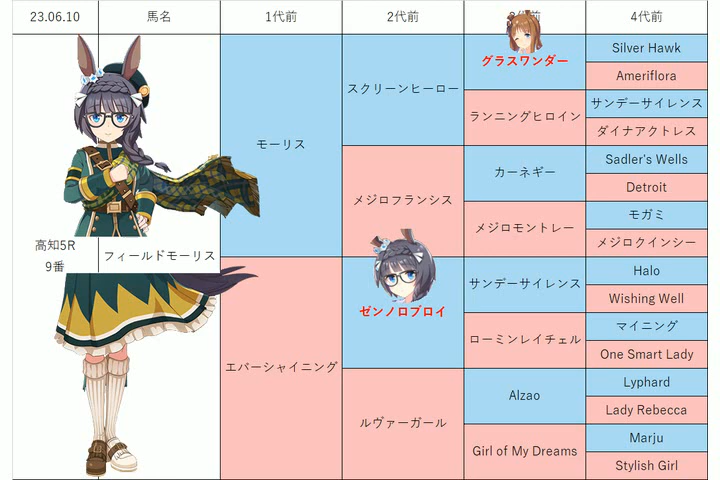 23.06.10
馬名
1代前
2代前
4代前
高知5R
9番
フィールドモーリス
モーリス
エバーシャイニング
スクリーンヒーロー
メジロフランシス
ゼンノロブロイ
ルヴァーガール
グラスワンダー
ランニングヒロイン
カーネギー
メジロモントレー
サンデーサイレンス
ローミンレイチェル
Alzao
Girl of My Dreams
Silver Hawk
Ameriflora
サンデーサイレンス
ダイナアクトレス
Sadler's Wells
Detroit
モガミ
メジロクインシー
Halo
Wishing Well
マイニング
One Smart Lady
Lyphard
Lady Rebecca
Marju
Stylish Girl